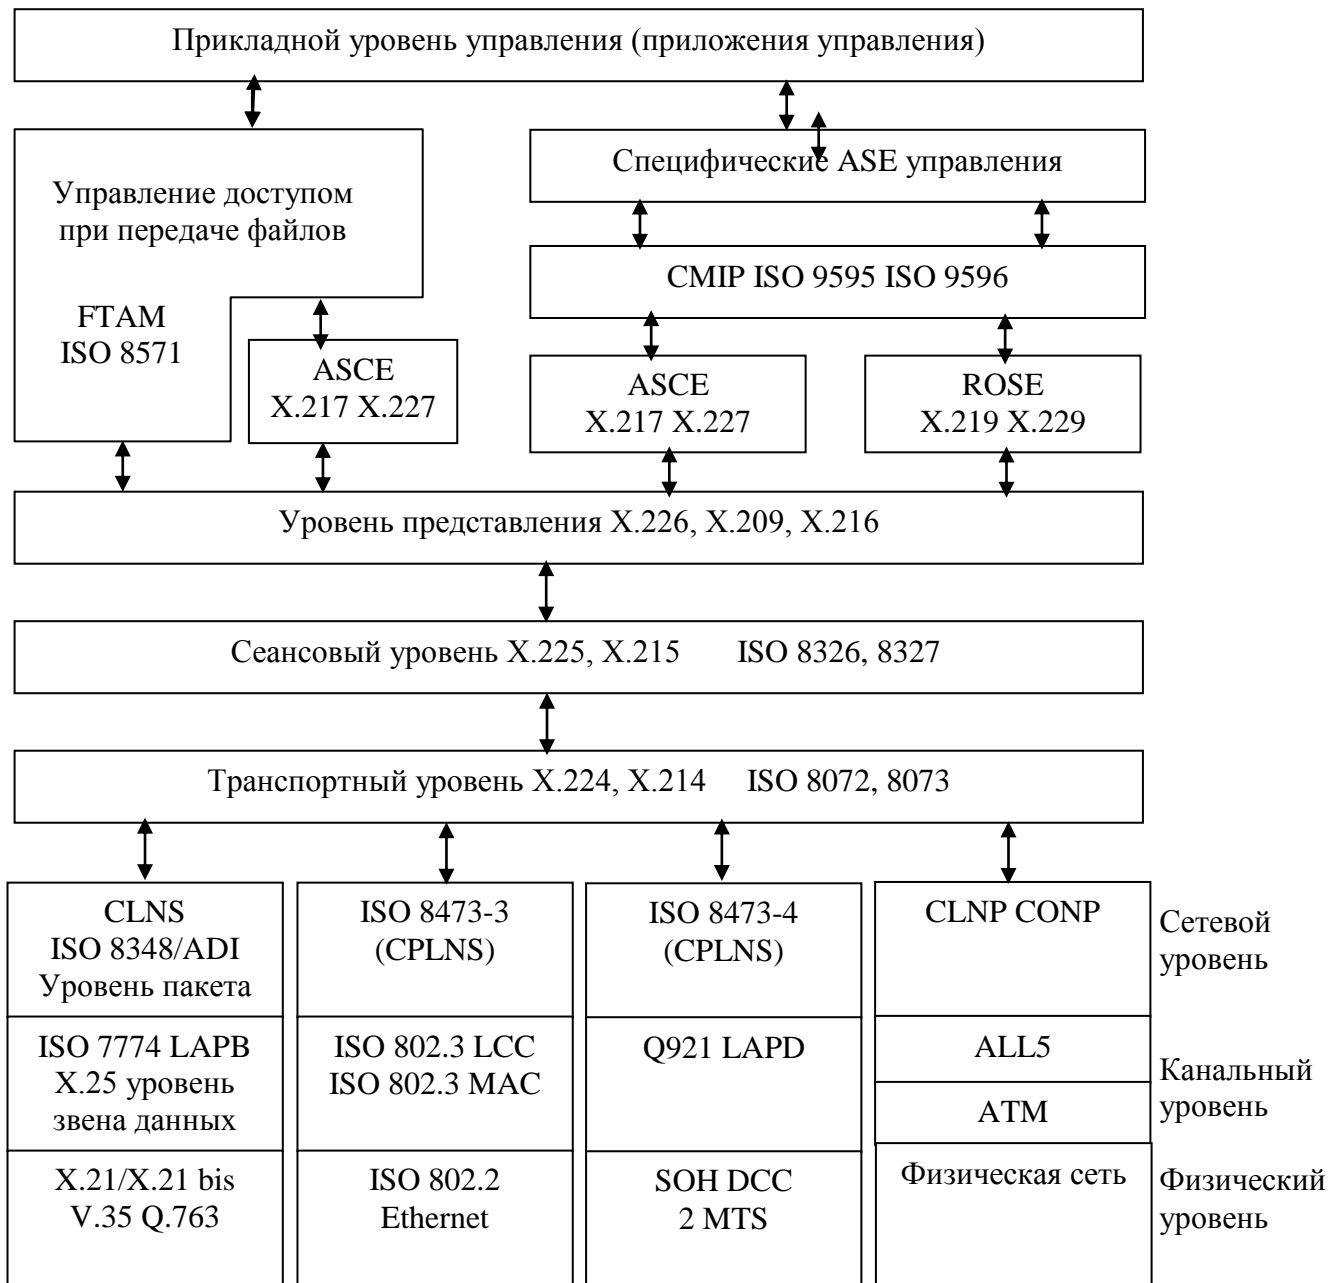 Прикладной уровень управления (приложения управления)
Управление доступом
при передаче файлов
FTAM
ISO 8571
Специфические ASE управления
CMIP ISO 9595 ISO 9596
ASCE
X.217 X.227
ASCE
X.217 X.227
ROSE
X.219 X.229
Уровень представления X.226, X.209, X.216
Сеансовый уровень X.225, X.215 ISO 8326, 8327
Транспортный уровень X.224, X.214 ISO 8072, 8073
CLNS
ISO 8348/ADI
Уровень пакета
ISO 8473-3
(CPLNS)
ISO 8473-4
(CPLNS)
CLNP CONP
Сетевой
уровень
ISO 7774 LAPB
X.25 уровень
звена данных
ISO 802.3 LCC
ISO 802.3 MAC
Q921 LAPD
ALL5
ATM
Канальный
уровень
X.21/X.21 bis
V.35 Q.763
ISO 802.2
Ethernet
SOH DCC
2 MTS
Физическая сеть
Физический
уровень